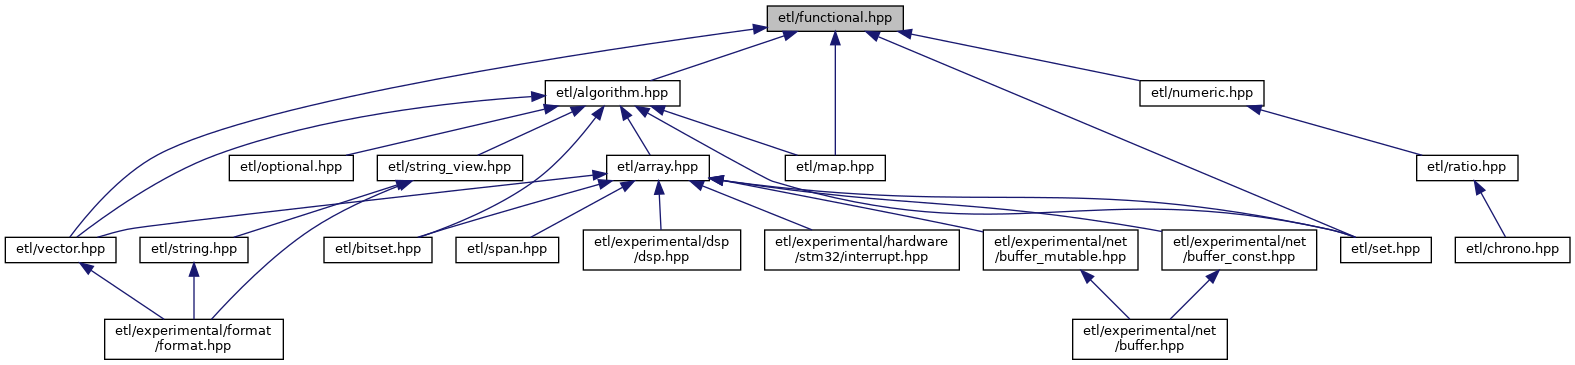 etl/functional.hpp
etl/algorithm.hpp
etl/numeric.hpp
etl/optional.hpp
etl/string_view.hpp
etl/array.hpp
etl/map.hpp
etl/ratio.hpp
etl/vector.hpp
etl/string.hpp
etl/bitset.hpp
etl/span.hpp
etl/experimental/dsp
/dsp.hpp
etl/experimental/hardware
/stm32/interrupt.hpp
etl/experimental/net
/buffer_mutable.hpp
etl/experimental/net
/buffer_const.hpp
etl/set.hpp
etl/chrono.hpp
etl/experimental/format
/format.hpp
etl/experimental/net
/buffer.hpp